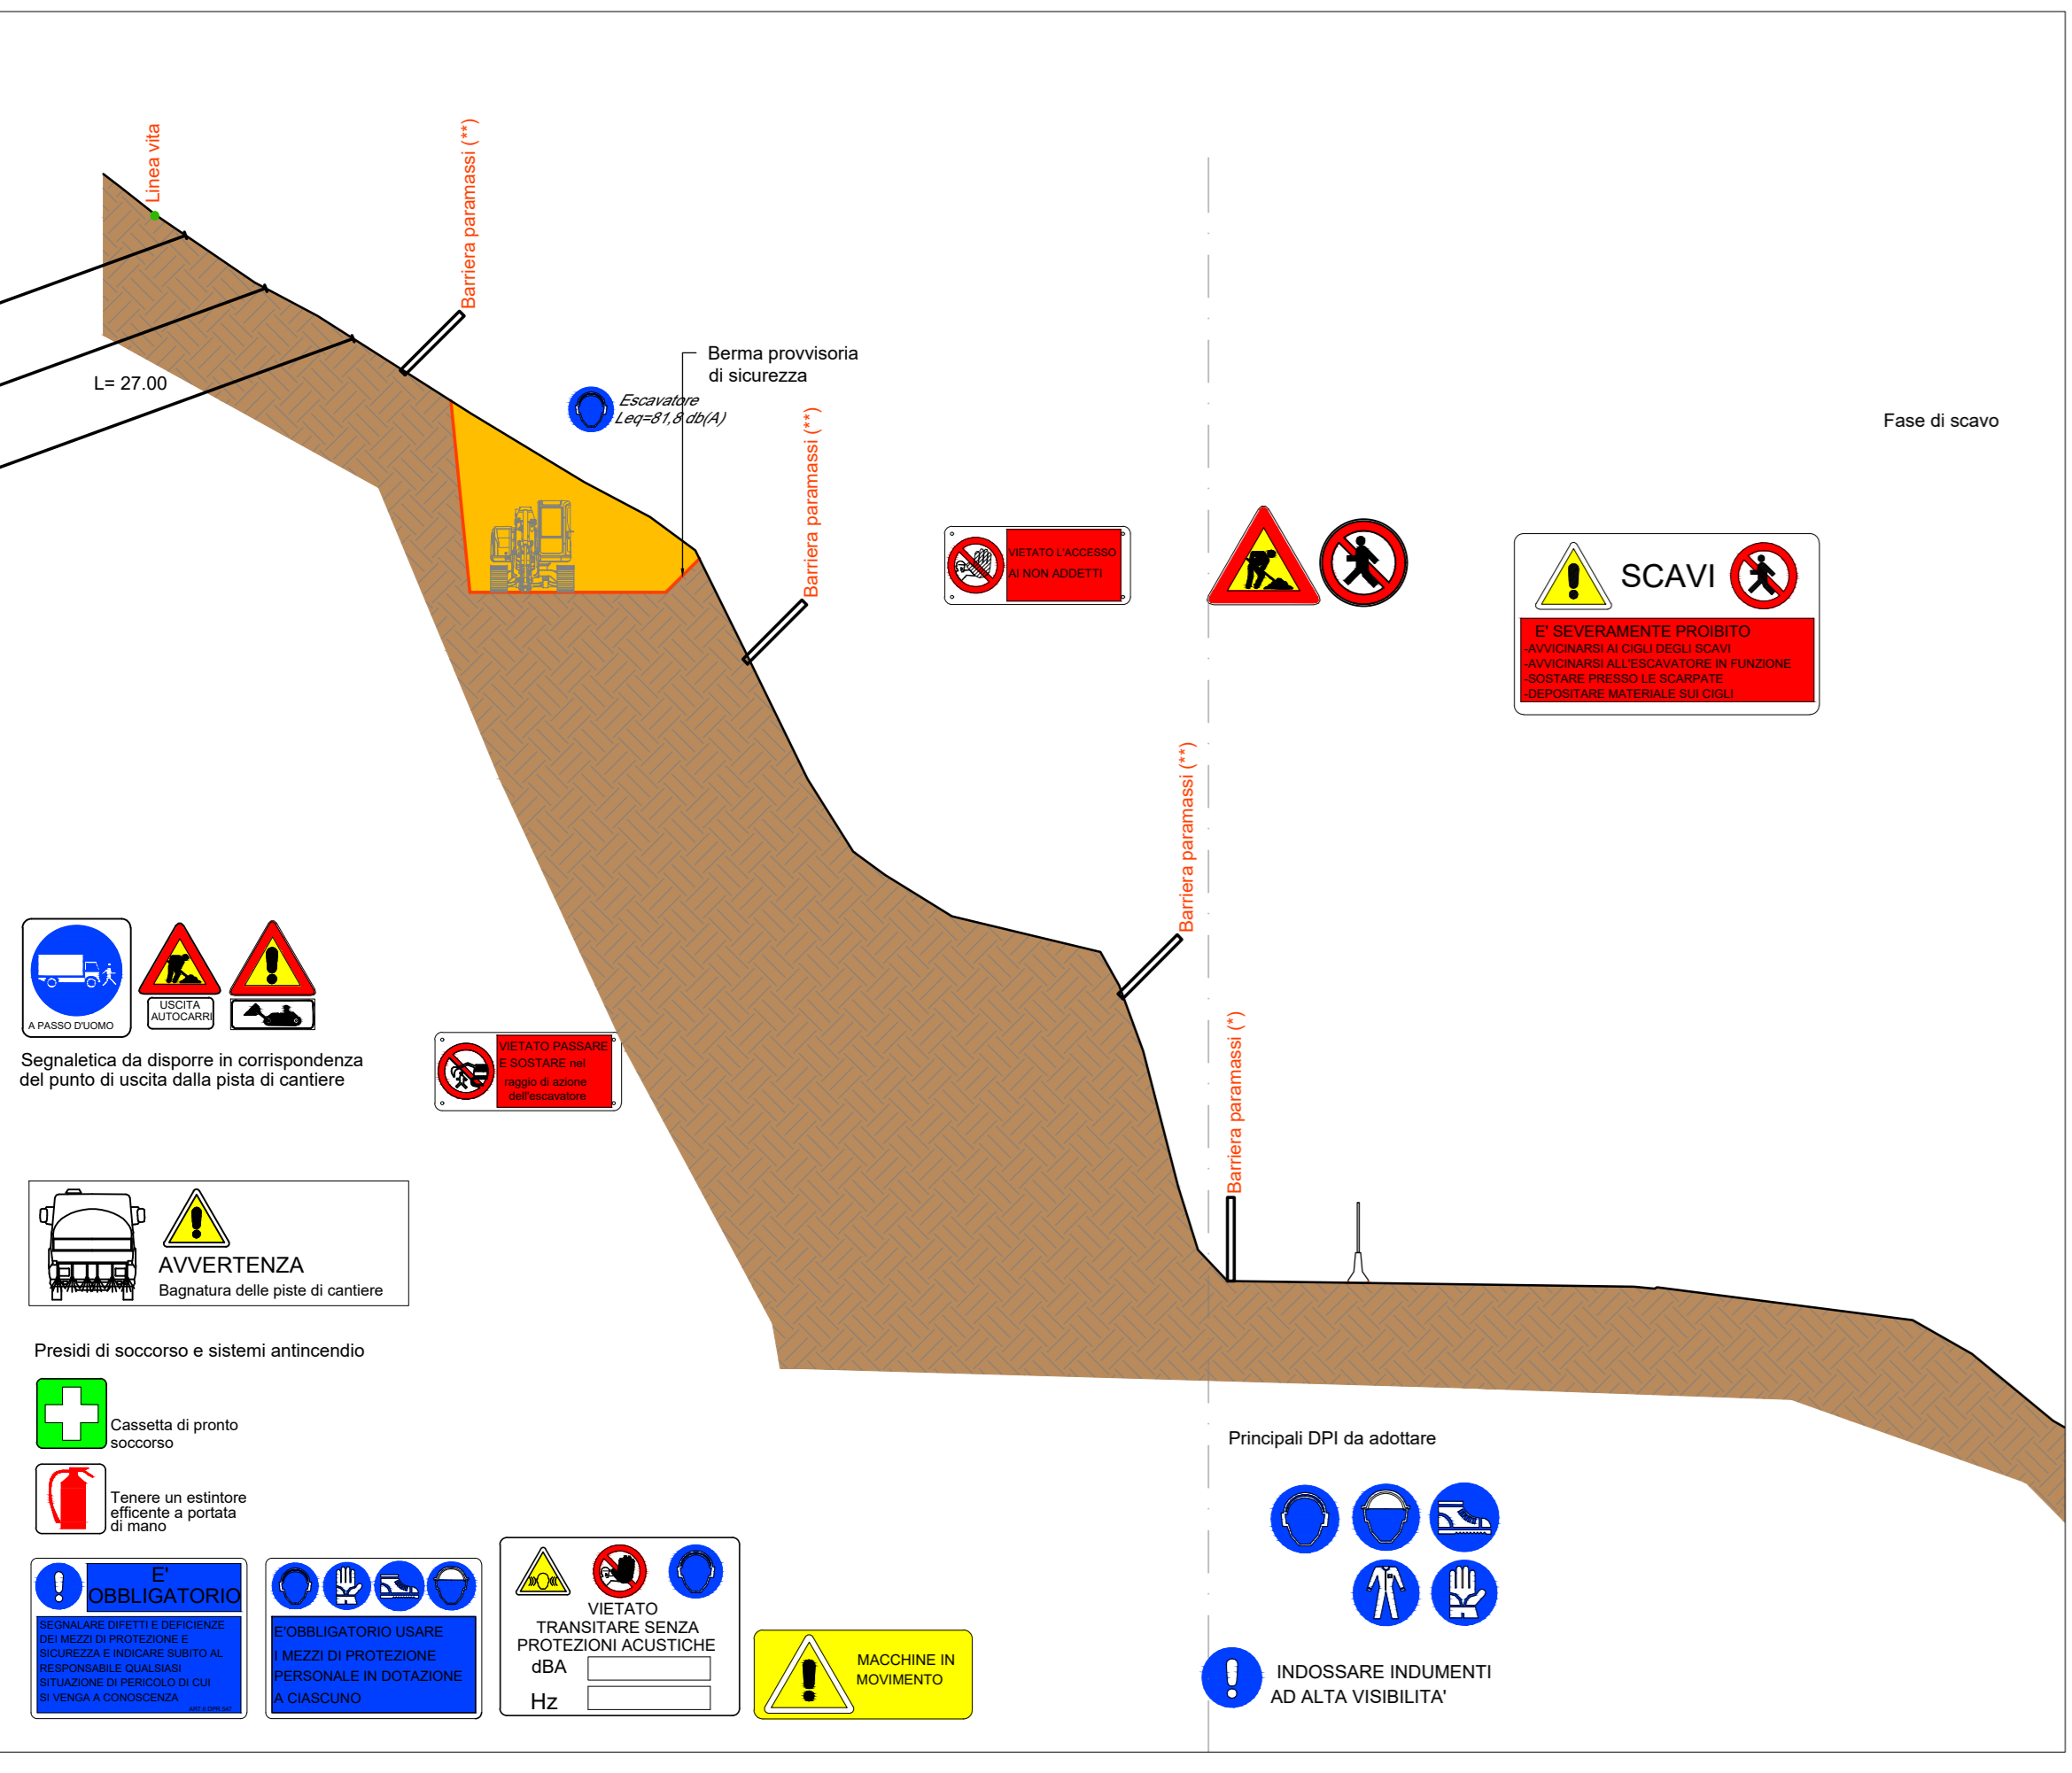 Linea vita
Barriera paramassi (**)
L= 27.00
Berma provvisoria
di sicurezza
Escavatore
Leq=81,8 db(A)
Barriera paramassi (**)
Fase di scavo
VIETATO L'ACCESSO
AI NON ADDETTI
SCAVI
E' SEVERAMENTE PROIBITO
-AVVICINARSI AI CIGLI DEGLI SCAVI
-AVVICINARSI ALL'ESCAVATORE IN FUNZIONE
-SOSTARE PRESSO LE SCARPATE
-DEPOSITARE MATERIALE SUI CIGLI
Barriera paramassi (**)
A PASSO D'UOMO
USCITA
AUTOCARRI
Segnaletica da disporre in corrispondenza
del punto di uscita dalla pista di cantiere
VIETATO PASSARE
E SOSTARE nel
raggio di azione
dell'escavatore
Barriera paramassi (*)
AVVERTENZA
Bagnatura delle piste di cantiere
Presidi di soccorso e sistemi antincendio
Cassetta di pronto
soccorso
Tenere un estintore
efficente a portata
di mano
Principali DPI da adottare
E'
OBBLIGATORIO
SEGNALARE DIFETTI E DEFICIENZE
DEI MEZZI DI PROTEZIONE E
SICUREZZA E INDICARE SUBITO AL
RESPONSABILE QUALSIASI
SITUAZIONE DI PERICOLO DI CUI
SI VENGA A CONOSCENZA
ART 6 DPR 547
E'OBBLIGATORIO USARE
I MEZZI DI PROTEZIONE
PERSONALE IN DOTAZIONE
A CIASCUNO
VIETATO
TRANSITARE SENZA
PROTEZIONI ACUSTICHE
dBA
Hz
MACCHINE IN
MOVIMENTO
INDOSSARE INDUMENTI
AD ALTA VISIBILITA'